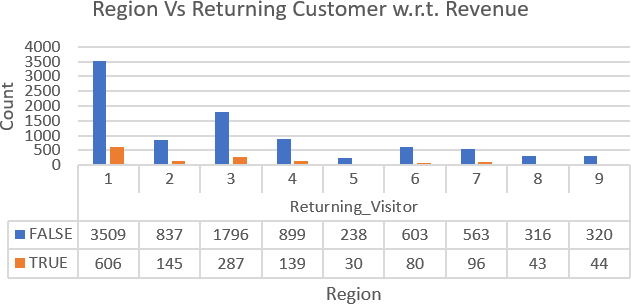 Region Vs Returning Customer w.r.t. Revenue
Count
4000
3500
3000
2500
2000
1500
1000
500
0
1 2 3 4 5 6 7 8 9
Returning_Visitor
FALSE 3509 837 1796 899 238 603 563 316 320
TRUE 606 145 287 139 30 80 96 43 44
Region